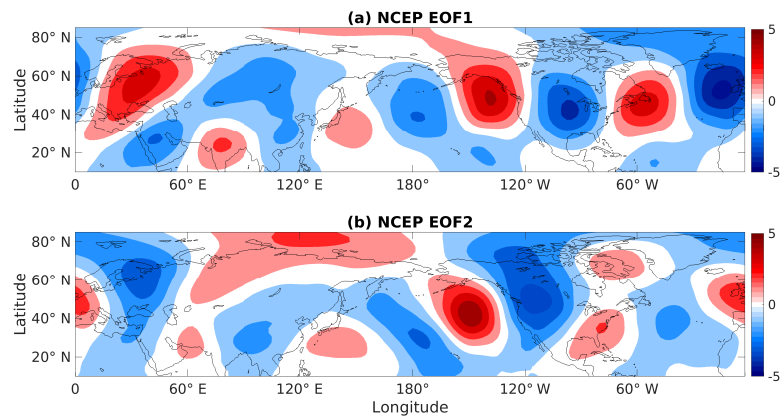 (a) NCEP EOF1
80° N
60° N
40° N
20° N
Latitude
0
60° E
120° E
180°
120° W
60° W
5
0
-5
(b) NCEP EOF2
80° N
60° N
40° N
20° N
Latitude
0
60° E
120° E
180°
120° W
60° W
5
0
-5
Longitude